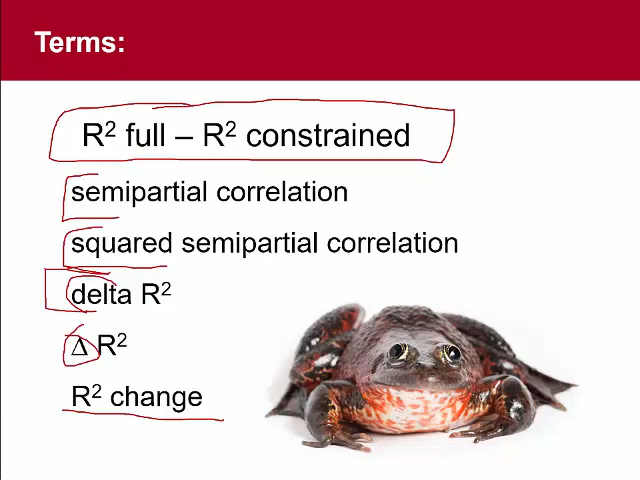 Terms:
R² full – R² constrained
semipartial correlation
squared semipartial correlation
delta R²
Δ R²
R² change